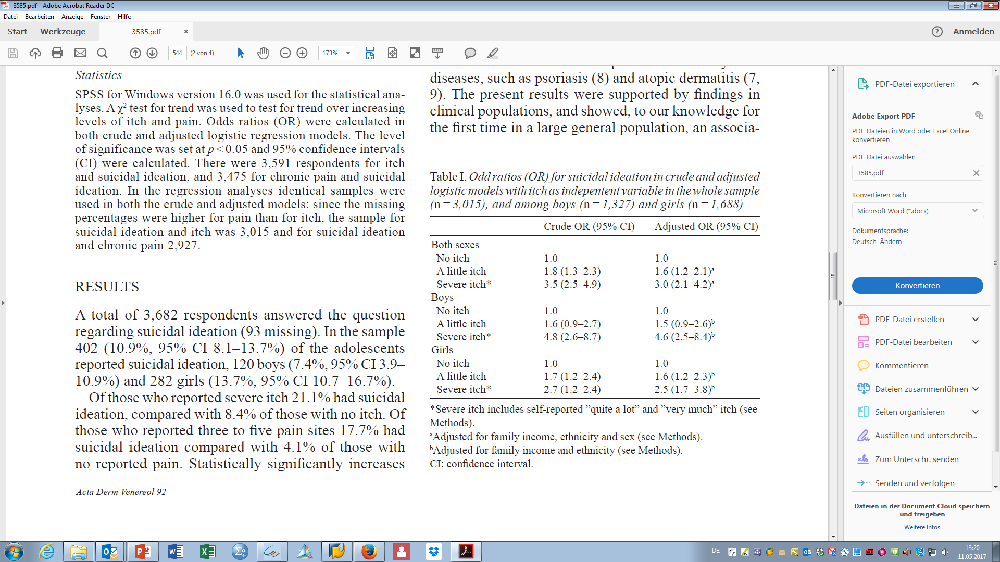 3585.pdf - Adobe Acrobat Reader DC
Datei Bearbeiten Anzeige Fenster Hilfe
Start Werkzeuge 3585.pdf Anmelden
544 (2 von 4) 173%
Statistics
SPSS for Windows version 16.0 was used for the statistical ana-
lyses. A χ² test for trend was used to test for trend over increasing
levels of itch and pain. Odds ratios (OR) were calculated in
both crude and adjusted logistic regression models. The level
of significance was set at p < 0.05 and 95% confidence intervals
(CI) were calculated. There were 3,591 respondents for itch
and suicidal ideation, and 3,475 for chronic pain and suicidal
ideation. In the regression analyses identical samples were
used in both the crude and adjusted models: since the missing
percentages were higher for pain than for itch, the sample for
suicidal ideation and itch was 3,015 and for suicidal ideation
and chronic pain 2,927.
RESULTS
A total of 3,682 respondents answered the question
regarding suicidal ideation (93 missing). In the sample
402 (10.9%, 95% CI 8.1–13.7%) of the adolescents
reported suicidal ideation, 120 boys (7.4%, 95% CI 3.9–
10.9%) and 282 girls (13.7%, 95% CI 10.7–16.7%).
Of those who reported severe itch 21.1% had suicidal
ideation, compared with 8.4% of those with no itch. Of
those who reported three to five pain sites 17.7% had
suicidal ideation compared with 4.1% of those with
no reported pain. Statistically significantly increases
Acta Derm Venereol 92
level of suicidal ideation in patients with itchy skin
diseases, such as psoriasis (8) and atopic dermatitis (7,
9). The present results were supported by findings in
clinical populations, and showed, to our knowledge for
the first time in a large general population, an associa-
Table I. Odd ratios (OR) for suicidal ideation in crude and adjusted
logistic models with itch as indepentent variable in the whole sample
(n = 3,015), and among boys (n = 1,327) and girls (n = 1,688)
Crude OR (95% CI) Adjusted OR (95% CI)
Both sexes
No itch 1.0 1.0
A little itch 1.8 (1.3–2.3) 1.6 (1.2–2.1)ᵃ
Severe itch* 3.5 (2.5–4.9) 3.0 (2.1–4.2)ᵃ
Boys
No itch 1.0 1.0
A little itch 1.6 (0.9–2.7) 1.5 (0.9–2.6)ᵇ
Severe itch* 4.8 (2.6–8.7) 4.6 (2.5–8.4)ᵇ
Girls
No itch 1.0 1.0
A little itch 1.7 (1.2–2.4) 1.6 (1.2–2.3)ᵇ
Severe itch* 2.7 (1.2–2.4) 2.5 (1.7–3.8)ᵇ
*Severe itch includes self-reported ”quite a lot” and ”very much” itch (see
Methods).
ᵃAdjusted for family income, ethnicity and sex (see Methods).
ᵇAdjusted for family income and ethnicity (see Methods).
CI: confidence interval.
PDF-Datei exportieren
Adobe Export PDF
PDF-Dateien in Word oder Excel Online
konvertieren
PDF-Datei auswählen
3585.pdf
Konvertieren nach
Microsoft Word (*.docx)
Dokumentsprache:
Deutsch Ändern
Konvertieren
PDF-Datei erstellen
PDF-Datei bearbeiten
Kommentieren
Dateien zusammenführen
Seiten organisieren
Ausfüllen und unterschreib...
Zum Unterschr. senden
Senden und verfolgen
Dateien in der Document Cloud speichern
und freigeben
Weitere Infos
DE
13:20
11.05.2017